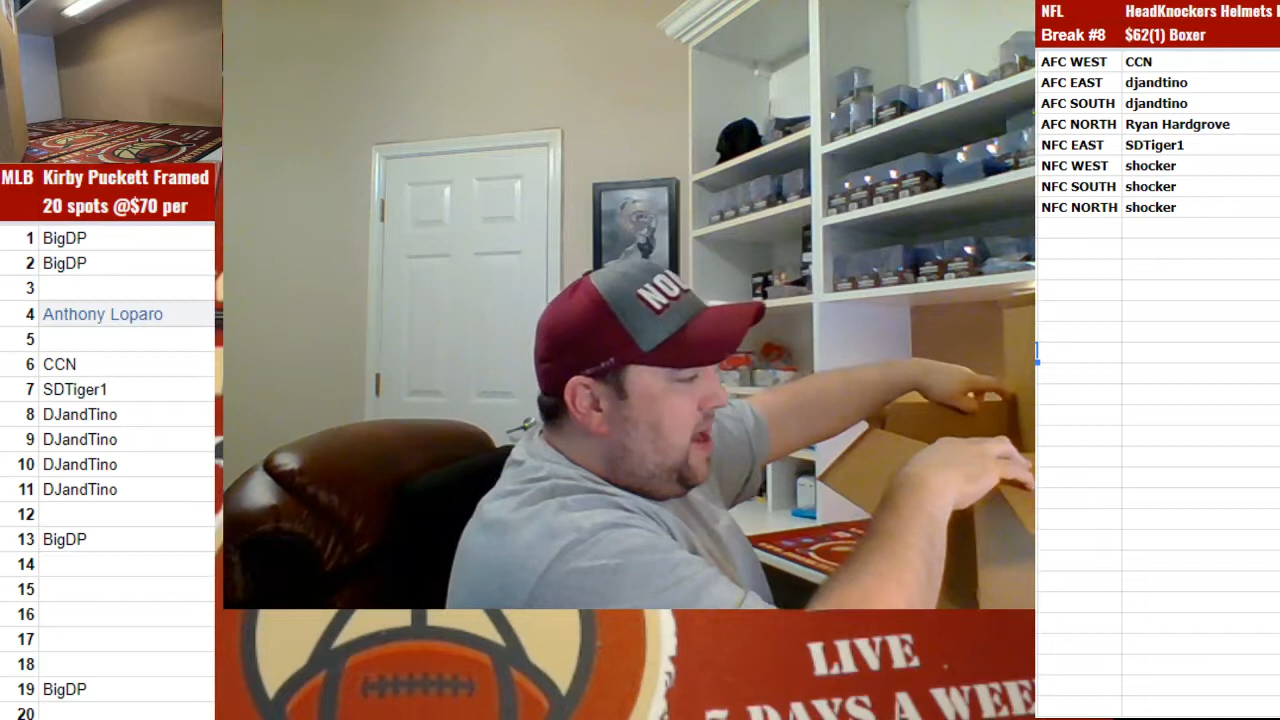 MLB Kirby Puckett Framed
20 spots @$70 per
1 BigDP
2 BigDP
3
4 Anthony Loparo
5
6 CCN
7 SDTiger1
8 DJandTino
9 DJandTino
10 DJandTino
11 DJandTino
12
13 BigDP
14
15
16
17
18
19 BigDP
20
LIVE
7 DAYS A WEE
NFL HeadKnockers Helmets
Break #8 $62(1) Boxer
AFC WEST CCN
AFC EAST djandtino
AFC SOUTH djandtino
AFC NORTH Ryan Hardgrove
NFC EAST SDTiger1
NFC WEST shocker
NFC SOUTH shocker
NFC NORTH shocker